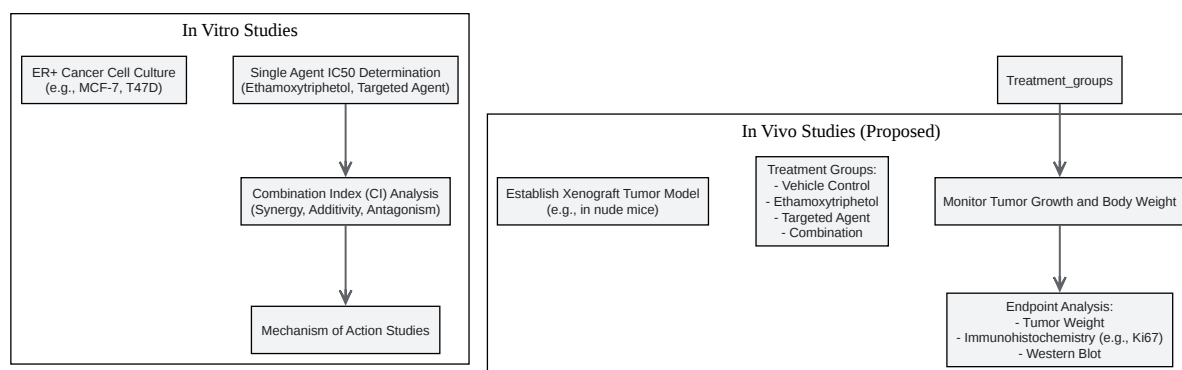 In Vitro Studies
ER+ Cancer Cell Culture
(e.g., MCF-7, T47D)
Single Agent IC50 Determination
(Ethamoxytriphetol, Targeted Agent)
Combination Index (CI) Analysis
(Synergy, Additivity, Antagonism)
Mechanism of Action Studies
Treatment_groups
In Vivo Studies (Proposed)
Establish Xenograft Tumor Model
(e.g., in nude mice)
Treatment Groups:
- Vehicle Control
- Ethamoxytriphetol
- Targeted Agent
- Combination
Monitor Tumor Growth and Body Weight
Endpoint Analysis:
- Tumor Weight
- Immunohistochemistry (e.g., Ki67)
- Western Blot